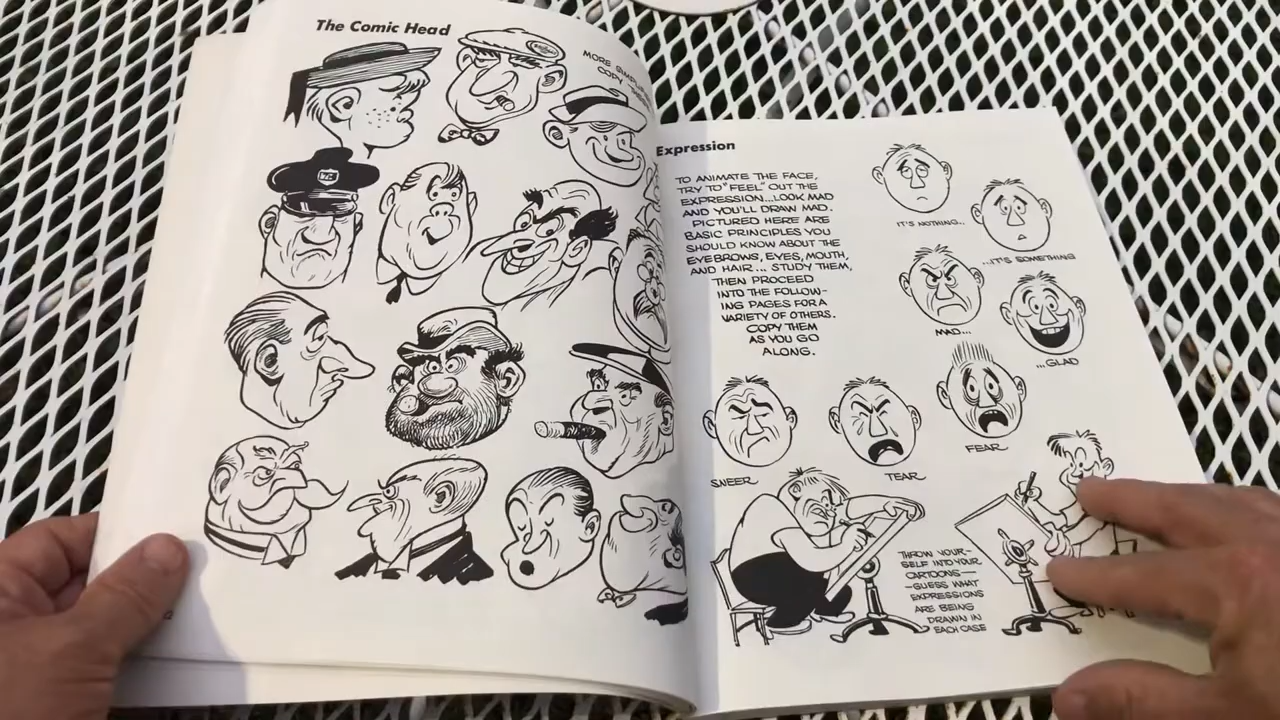 The Comic Head
MORE SIMPLI
COPY THE
Expression
TO ANIMATE THE FACE,
TRY TO "FEEL" OUT THE
EXPRESSION...LOOK MAD
AND YOU'LL DRAW MAD.
PICTURED HERE ARE
BASIC PRINCIPLES YOU
SHOULD KNOW ABOUT THE
EYEBROWS, EYES, MOUTH,
AND HAIR... STUDY THEM,
THEN PROCEED
INTO THE FOLLOW-
ING PAGES FOR A
VARIETY OF OTHERS.
COPY THEM
AS YOU GO
ALONG.
IT'S NOTHING..
...IT'S SOMETHING
MAD...
...GLAD
SNEER
TEAR
FEAR
THROW YOUR-
SELF INTO YOUR
CARTOONS—
—GUESS WHAT
EXPRESSIONS
ARE BEING
DRAWN IN
EACH CASE